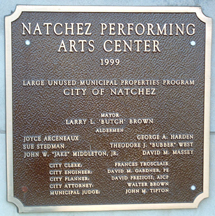 NATCHEZ PERFORMING
ARTS CENTER
1999
LARGE UNUSED MUNICIPAL PROPERTIES PROGRAM
CITY OF NATCHEZ
MAYOR
LARRY L. "BUTCH" BROWN
ALDERMEN
JOYCE ARCENEAUX GEORGE A. HARDEN
SUE STEDMAN THEODORE J. "BUBBER" WEST
JOHN W. "JAKE" MIDDLETON, JR. DAVID M. MASSEY
CITY CLERK: FRANCES TROSCLAIR
CITY ENGINEER: DAVID M. GARDNER, PE
CITY PLANNER: DAVID PREZIOSI, AICP
CITY ATTORNEY: WALTER BROWN
MUNICIPAL JUDGE: JOHN M. TIPTON